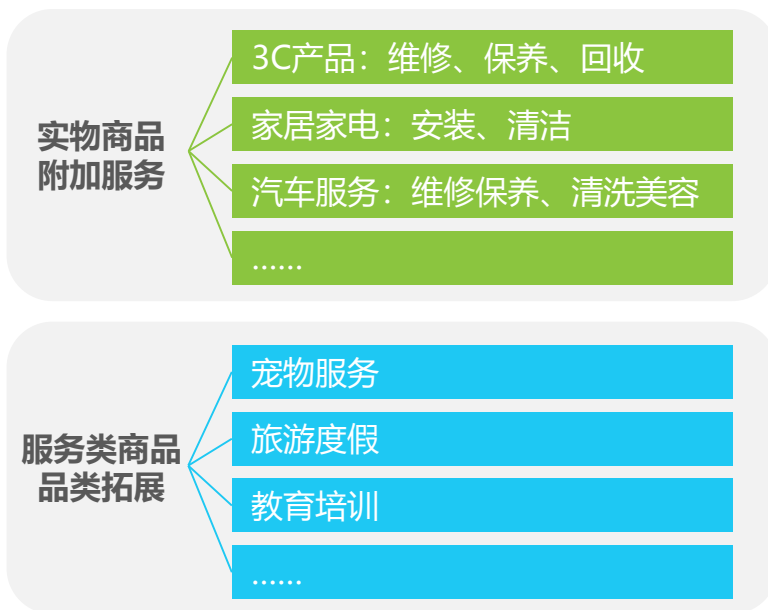 实物商品
附加服务
3C产品：维修、保养、回收
家居家电：安装、清洁
汽车服务：维修保养、清洗美容
……
服务类商品
品类拓展
宠物服务
旅游度假
教育培训
……